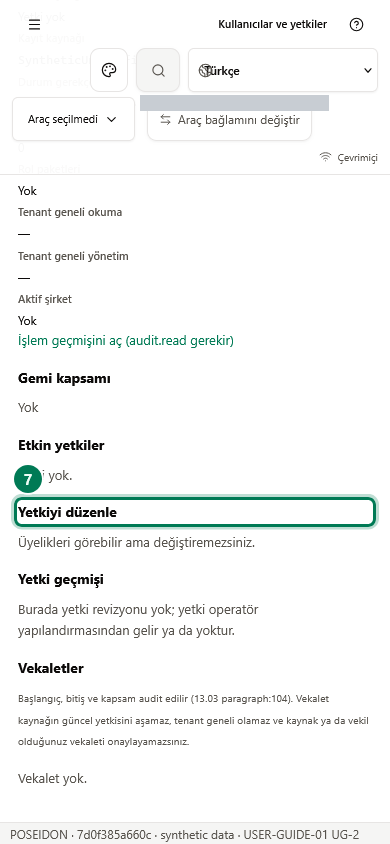 Kullanıcılar ve yetkiler
Türkçe
Araç seçilmedi
Araç bağlamını değiştir
Çevrimiçi
Yok
Tenant geneli okuma
—
Tenant geneli yönetim
—
Aktif şirket
Yok
İşlem geçmişini aç (audit.read gerekir)
Gemi kapsamı
Yok
Etkin yetkiler
7 yok.
Yetkiyi düzenle
Üyelikleri görebilir ama değiştiremezsiniz.
Yetki geçmişi
Burada yetki revizyonu yok; yetki operatör
yapılandırmasından gelir ya da yoktur.
Vekaletler
Başlangıç, bitiş ve kapsam audit edilir (13.03 paragraph:104). Vekalet
kaynağın güncel yetkisini aşamaz, tenant geneli olamaz ve kaynak ya da vekil
olduğunuz vekaleti onaylayamazsınız.
Vekalet yok.
POSEIDON · 7d0f385a660c · synthetic data · USER-GUIDE-01 UG-2